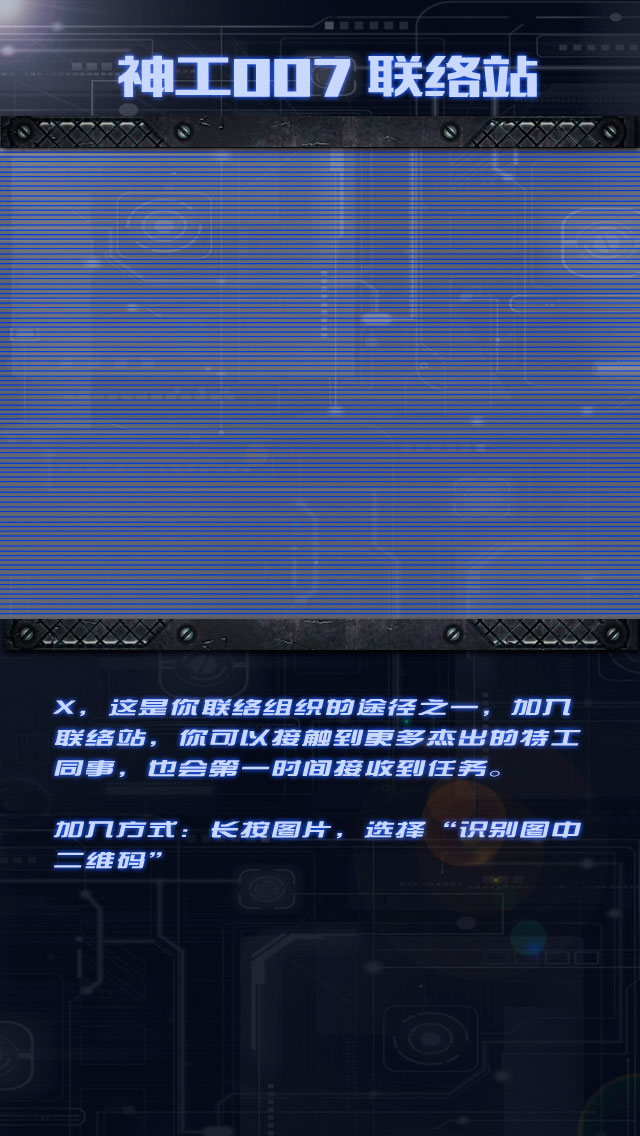 神工007 联络站
X，这是你联络组织的途径之一，加入
联络站，你可以接触到更多杰出的特工
同事，也会第一时间接收到任务。
加入方式：长按图片，选择“识别图中
二维码”